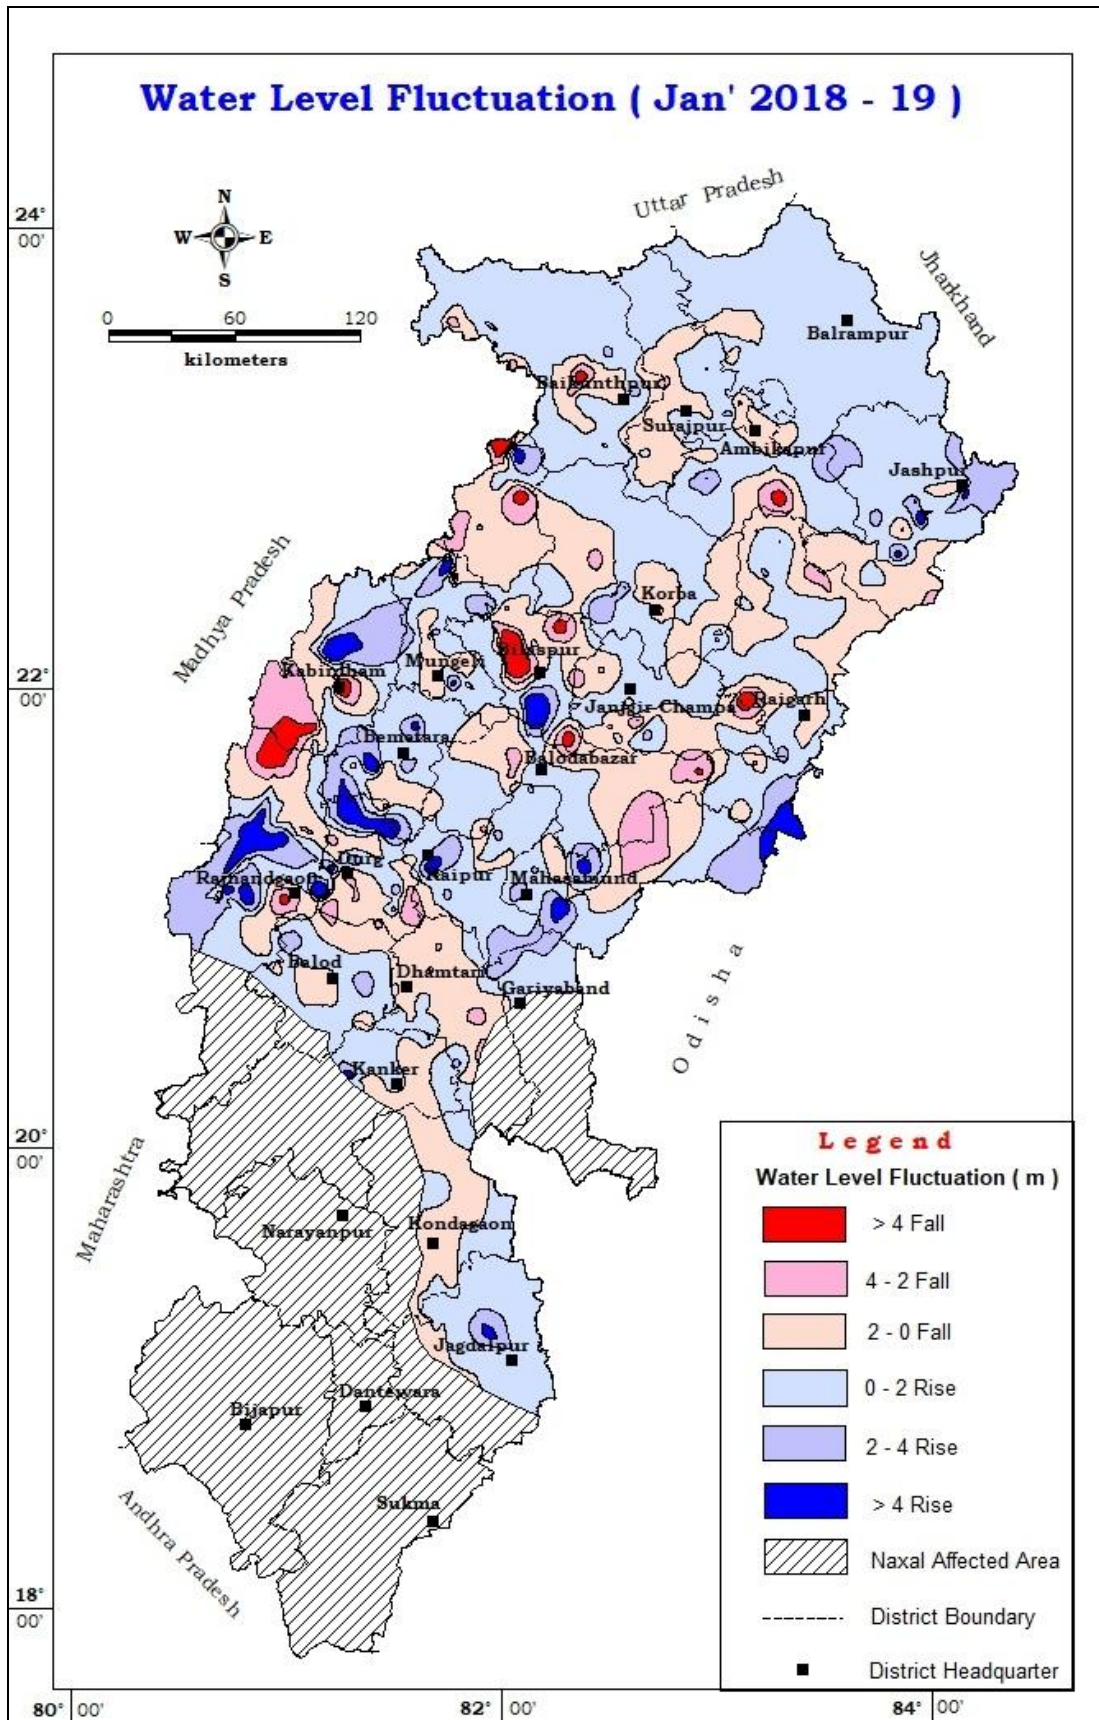 Water Level Fluctuation ( Jan' 2018 - 19 )
Uttar Pradesh
24°
00'
N
W E
S
Jharkhand
0 60 120
kilometers
Balrampur
Baikunthpur
Surajpur
Ambikapur
Jashpur
Madhya Pradesh
Korba
Bilaspur
Mungeli
Kabirdham
22°
00'
Janjgir Champa
Raigarh
Bematara
Balodabazar
Durg
Raipur
Rajnandgaon
Mahasamund
Balod
Dhamtari
Gariyaband
Odisha
Kanker
20°
00'
Maharashtra
Narayanpur
Kondagaon
Jagdalpur
Dantewara
Bijapur
Sukma
Andhra Pradesh
18°
00'
Legend
Water Level Fluctuation ( m )
> 4 Fall
4 - 2 Fall
2 - 0 Fall
0 - 2 Rise
2 - 4 Rise
> 4 Rise
Naxal Affected Area
District Boundary
District Headquarter
80° 00' 82° 00' 84° 00'